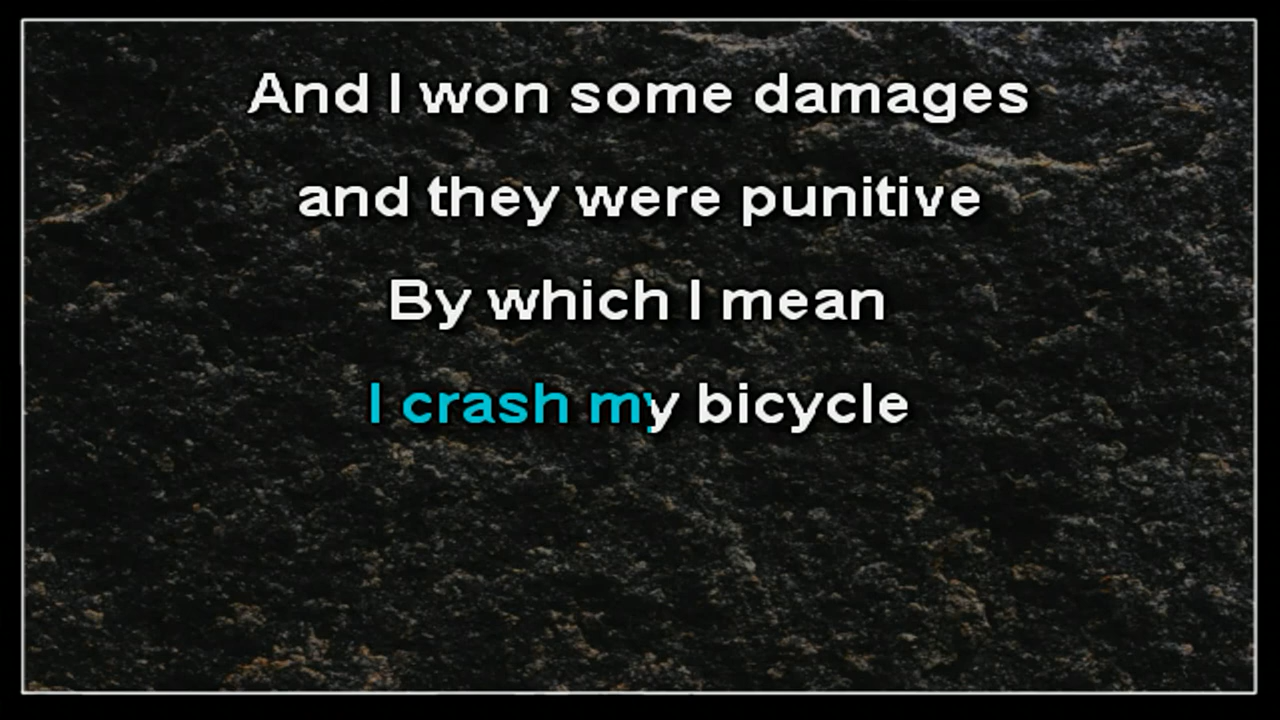 And I won some damages
and they were punitive
By which I mean
I crash my bicycle